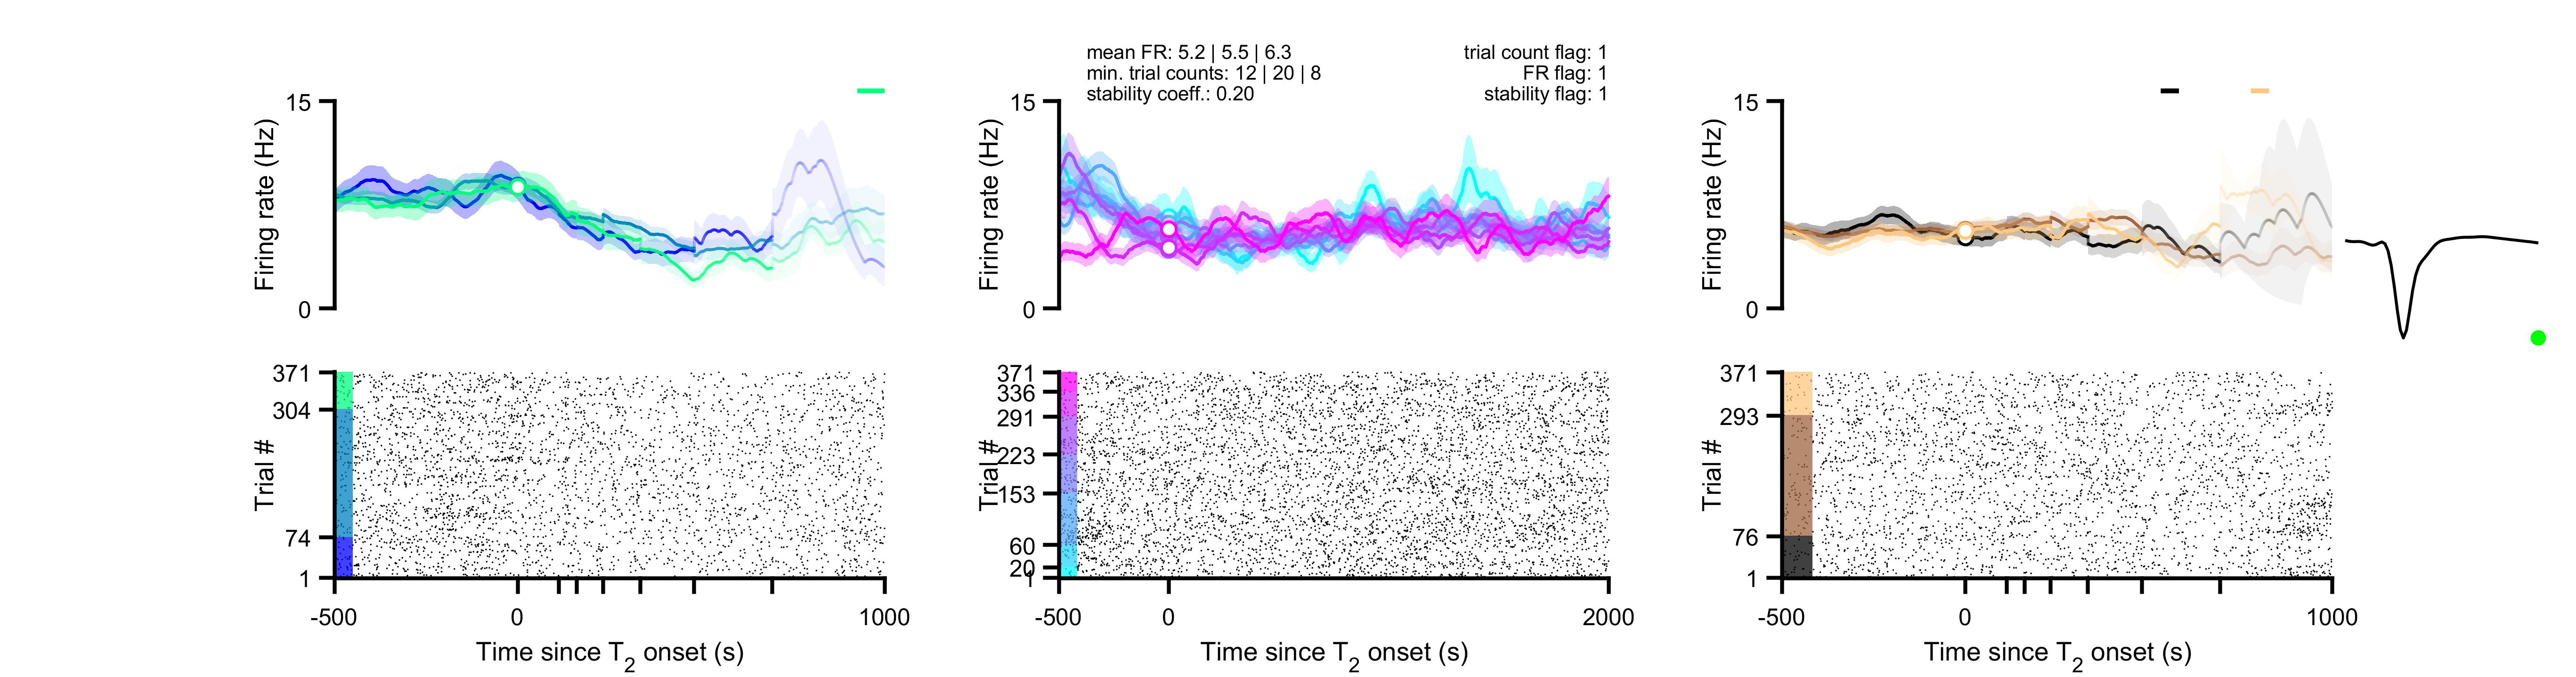 mean FR: 5.2 | 5.5 | 6.3
min. trial counts: 12 | 20 | 8
stability coeff.: 0.20
trial count flag: 1
FR flag: 1
stability flag: 1
15
Firing rate (Hz)
0
371
304
Trial #
74
1
-500
0
1000
Time since T2 onset (s)
15
Firing rate (Hz)
0
371
336
291
223
Trial #
153
60
20
1
-500
0
2000
Time since T2 onset (s)
15
Firing rate (Hz)
0
371
293
Trial #
76
1
-500
0
1000
Time since T2 onset (s)